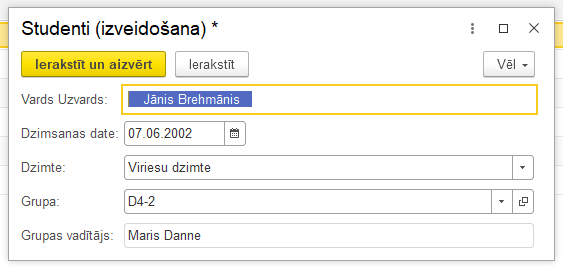 Studenti (izveidošana) *
Ierakstīt un aizvērt Ierakstīt Vēl
Vards Uzvards: Jānis Brehmānis
Dzimsanas date: 07.06.2002
Dzimte: Viriesu dzimte
Grupa: D4-2
Grupas vadītājs: Maris Danne